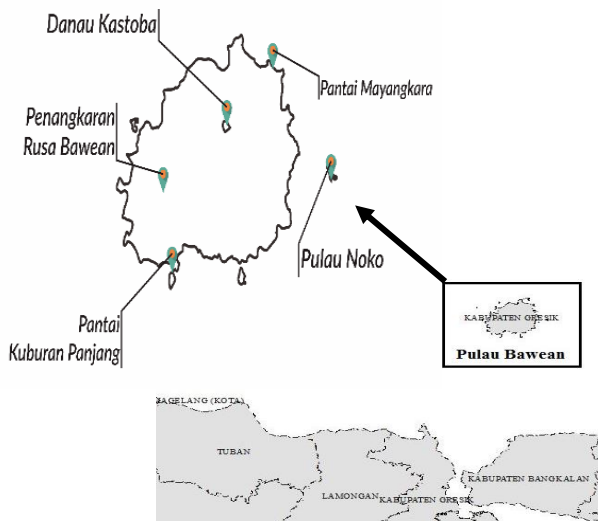 Danau Kastoba
Pantai Mayangkara
Penangkaran
Rusa Bawean
Pulau Noko
Pantai
Kuburan Panjang
KABUPATEN GRESIK
Pulau Bawean
MAGELANG (KOTA)
TUBAN
KABUPATEN BANGKALAN
LAMONGAN
KABUPATEN GRESIK